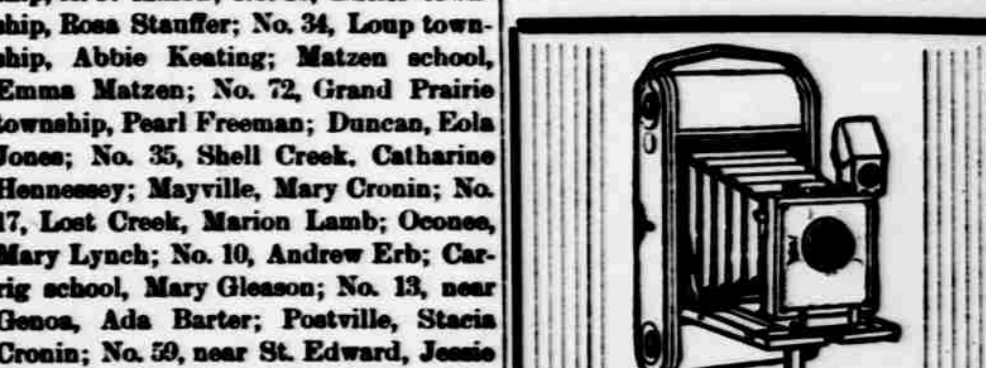 ship, Rosa Stauffer; No. 34, Loup town-
ship, Abbie Keating; Matzen school,
Emma Matzen; No. 72, Grand Prairie
township, Pearl Freeman; Duncan, Eola
Jones; No. 35, Shell Creek, Catharine
Hennessey; Mayville, Mary Cronin; No.
17, Lost Creek, Marion Lamb; Oconee,
Mary Lynch; No. 10, Andrew Erb; Car-
rig school, Mary Gleason; No. 13, near
Genoa, Ada Barter; Postville, Stacia
Cronin; No. 59, near St. Edward, Jessie